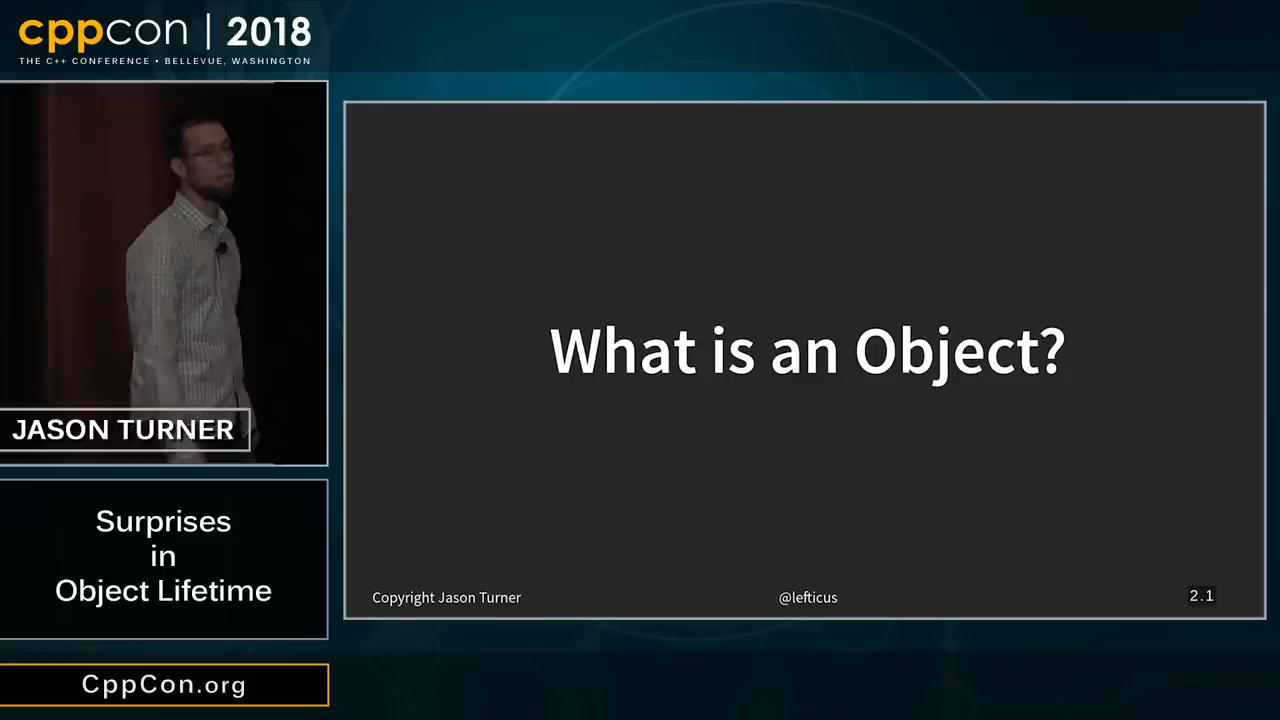 cppcon | 2018
THE C++ CONFERENCE • BELLEVUE, WASHINGTON
JASON TURNER
Surprises
in
Object Lifetime
CppCon.org
What is an Object?
Copyright Jason Turner
@lefticus
2.1